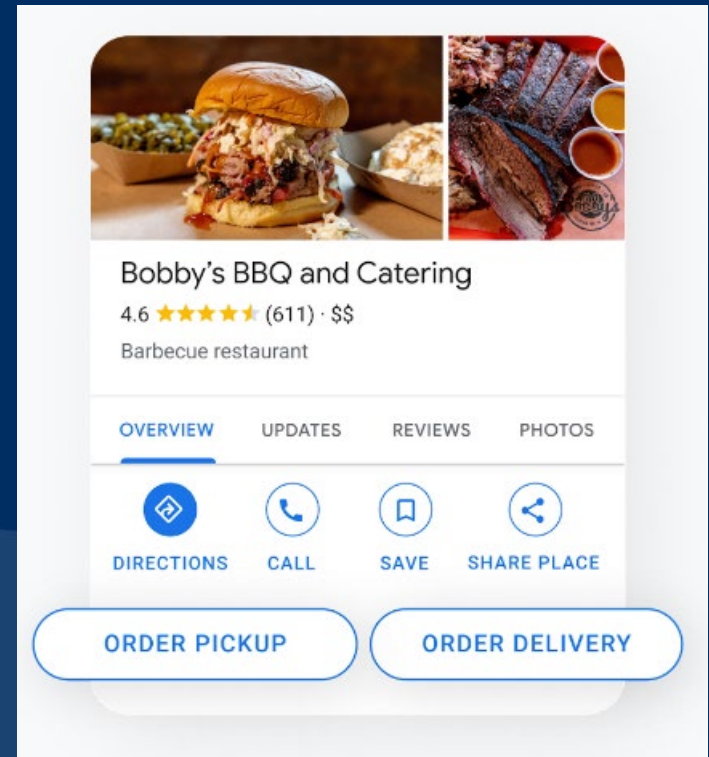 Bobby's BBQ and Catering
4.6 (611) · $$
Barbecue restaurant
OVERVIEW UPDATES REVIEWS PHOTOS
DIRECTIONS CALL SAVE SHARE PLACE
ORDER PICKUP ORDER DELIVERY